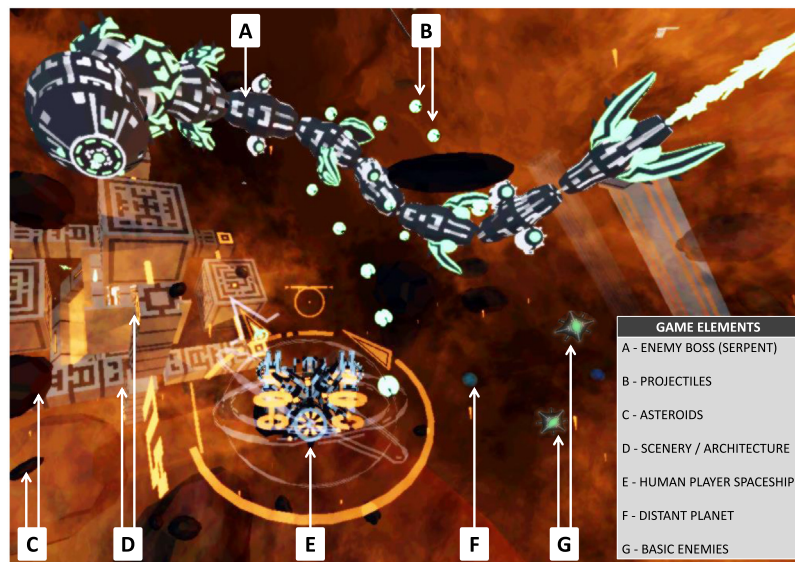 A
B
GAME ELEMENTS
A - ENEMY BOSS (SERPENT)
B - PROJECTILES
C - ASTEROIDS
D - SCENERY / ARCHITECTURE
E - HUMAN PLAYER SPACESHIP
F - DISTANT PLANET
G - BASIC ENEMIES
C
D
E
F
G